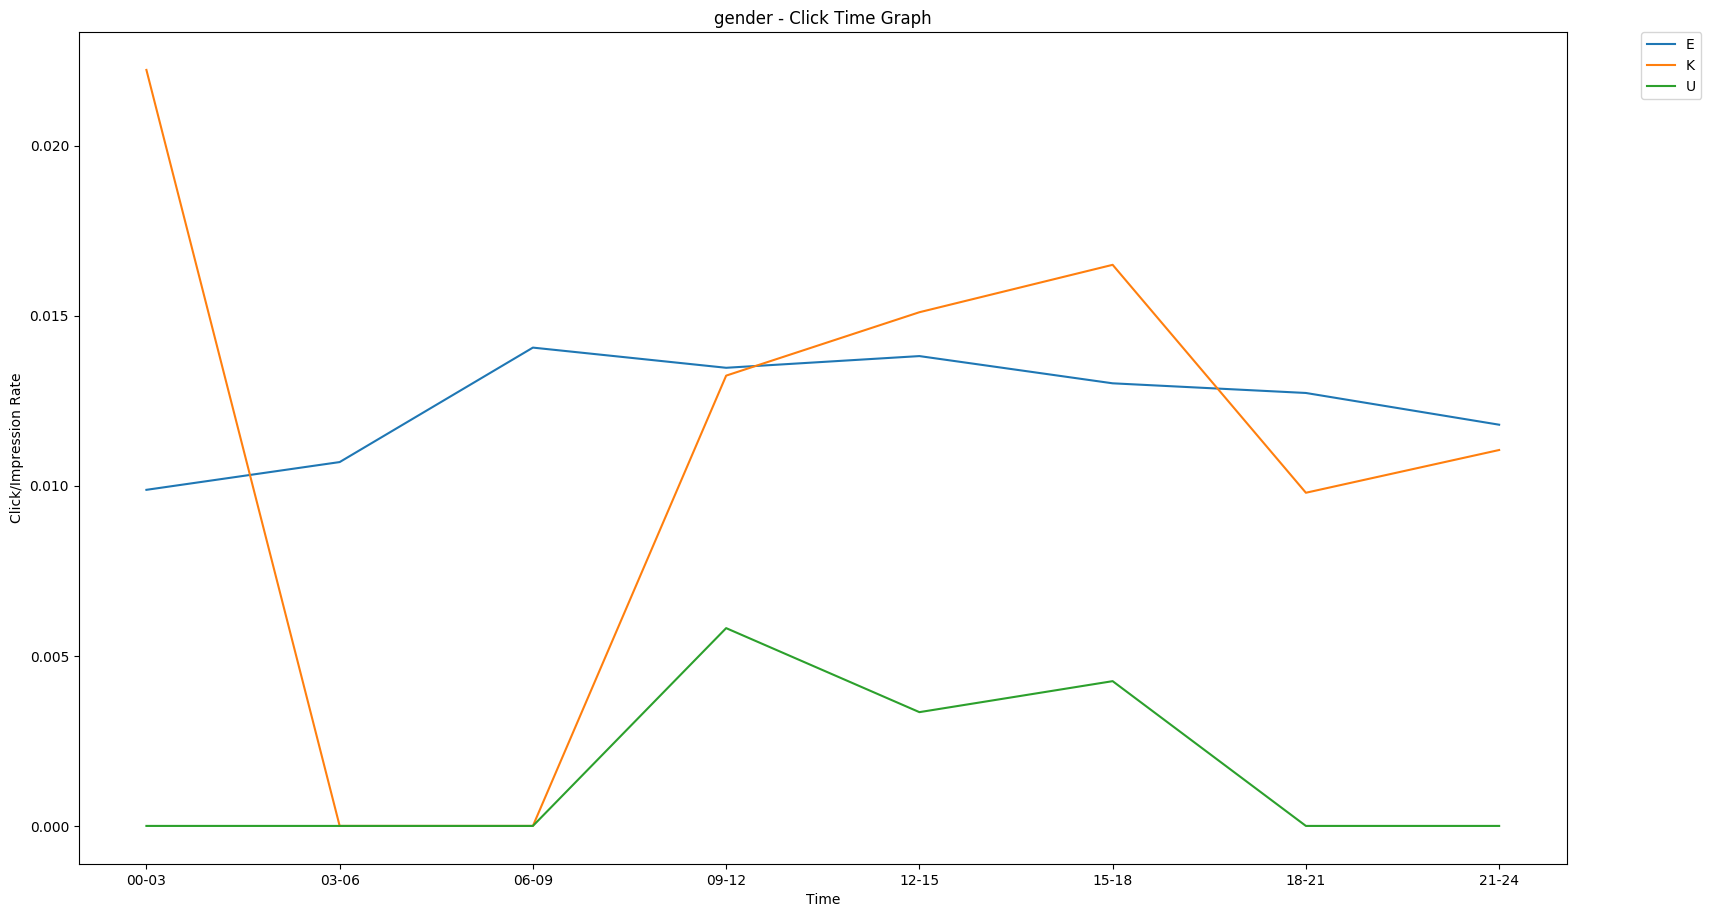 gender - Click Time Graph
E
K
U
Click/Impression Rate
0.020
0.015
0.010
0.005
0.000
00-03 03-06 06-09 09-12 12-15 15-18 18-21 21-24
Time